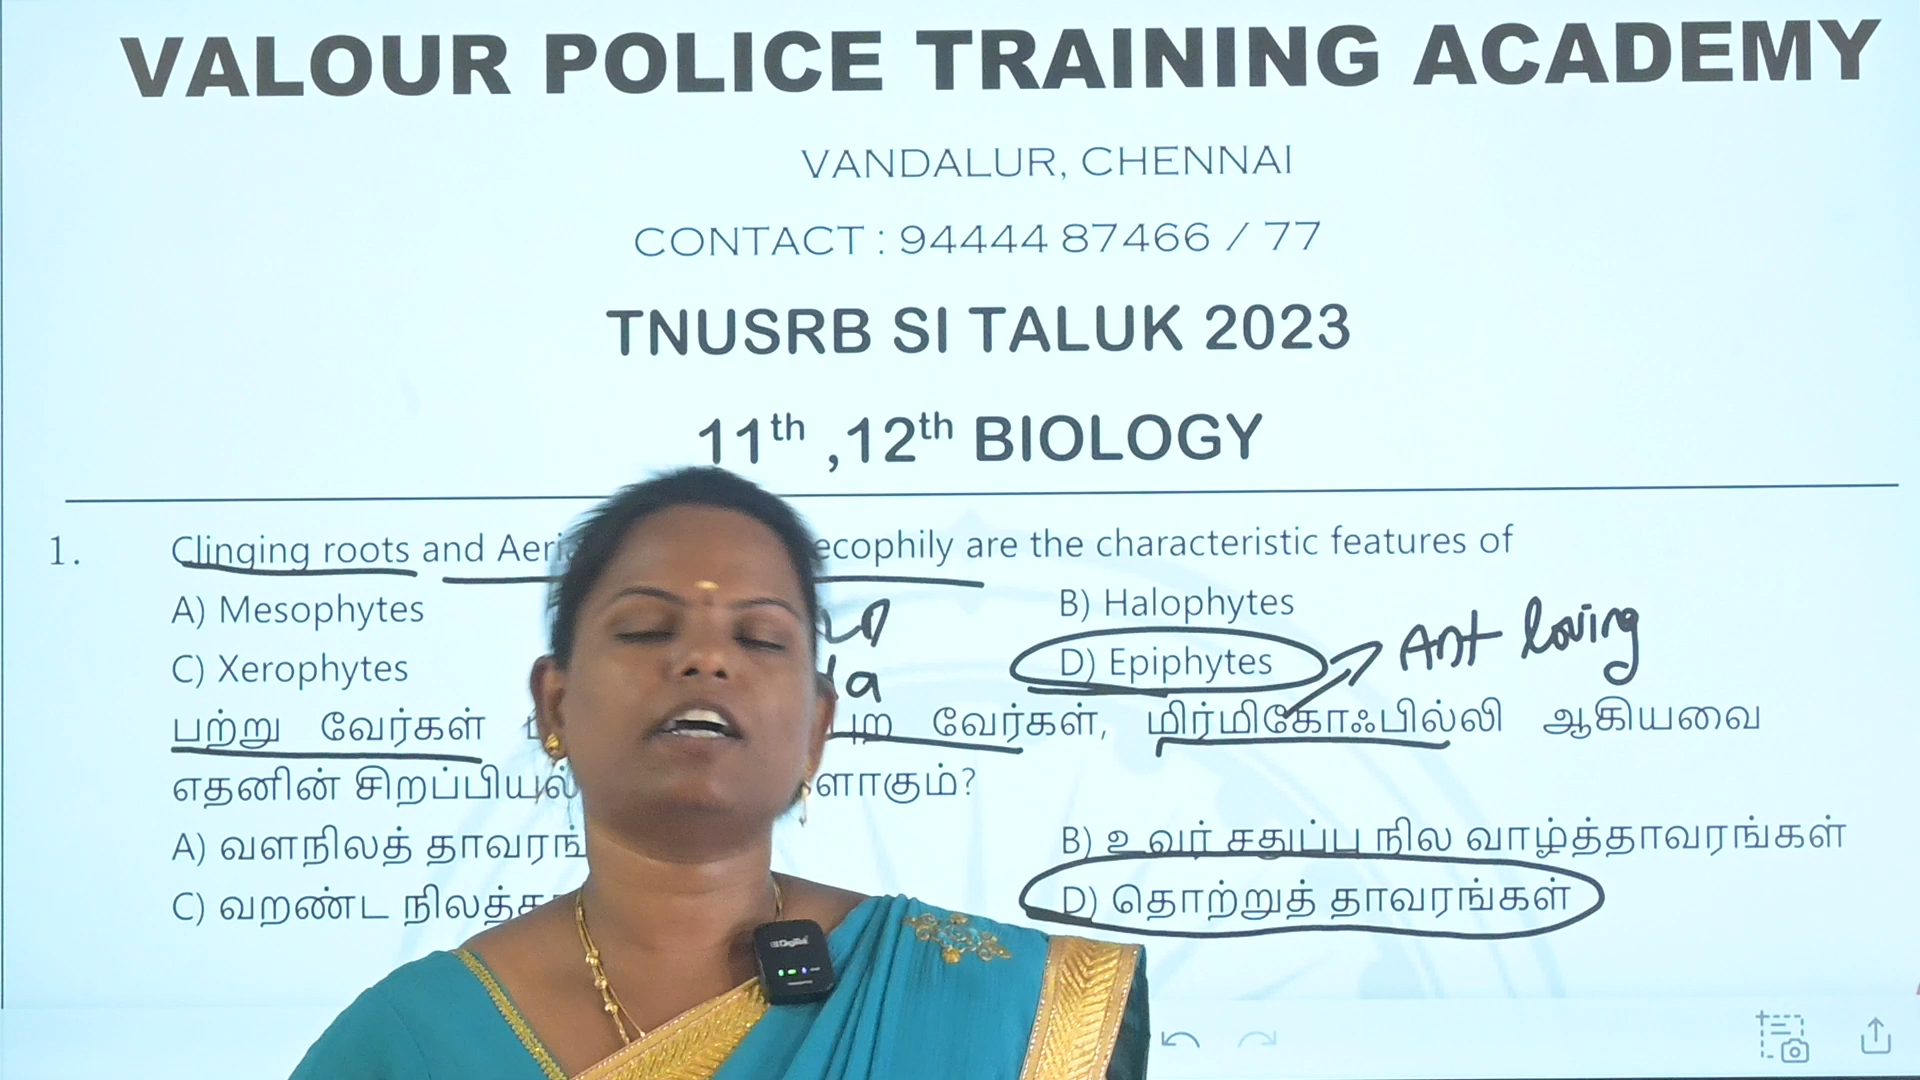 VALOUR POLICE TRAINING ACADEMY
VANDALUR, CHENNAI
CONTACT : 94444 87466 / 77
TNUSRB SI TALUK 2023
11th ,12th BIOLOGY
1. Clinging roots and Aeri ecophily are the characteristic features of
A) Mesophytes B) Halophytes
C) Xerophytes D) Epiphytes Ant loving
பற்று வேர்கள் வேர்கள், மிர்மிகோஃபில்லி ஆகியவை
எதனின் சிறப்பியல் ளாகும்?
A) வளநிலத் தாவரங் B) உவர் சதுப்பு நில வாழ்த்தாவரங்கள்
C) வறண்ட நிலத்த D) தொற்றுத் தாவரங்கள்